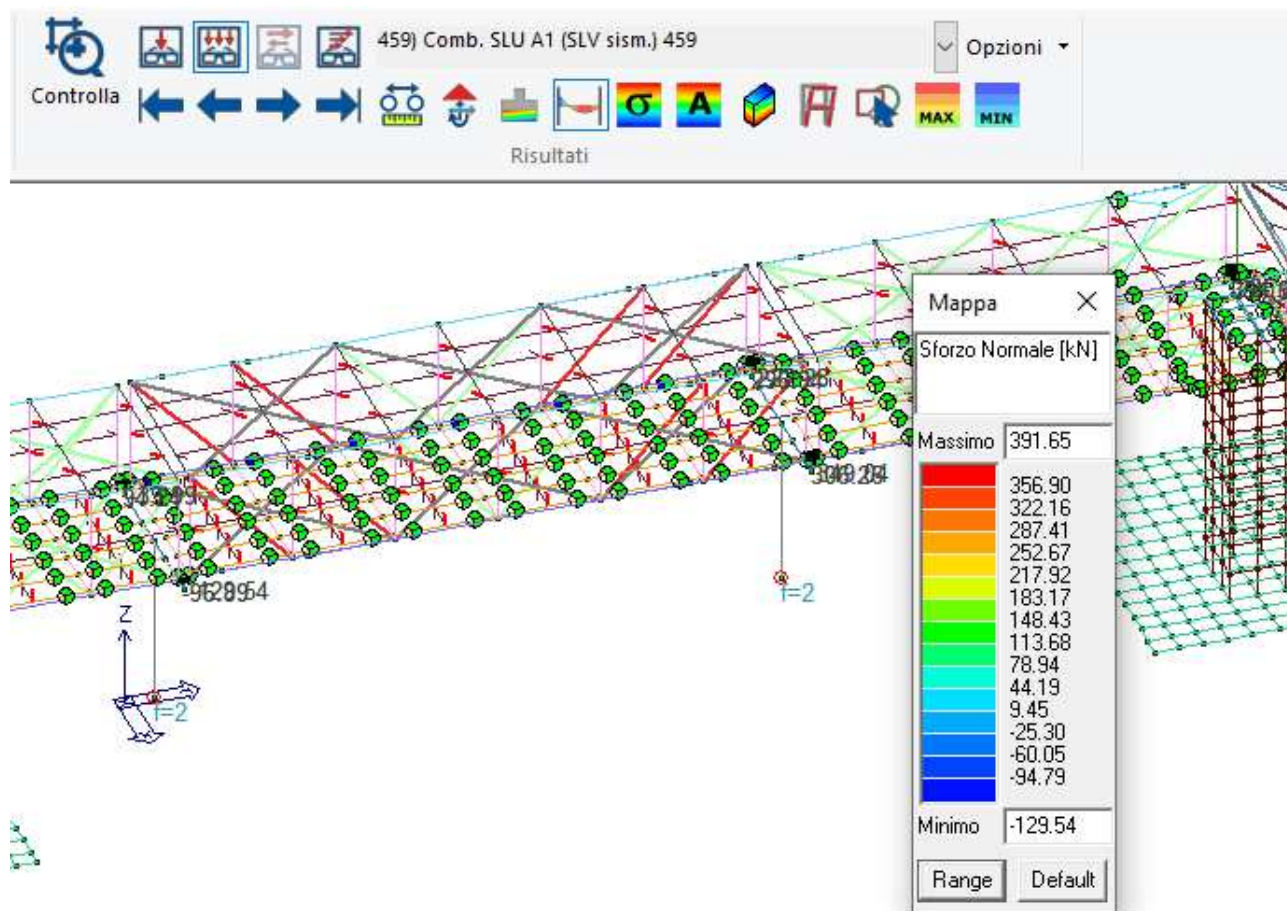 459) Comb. SLU A1 (SLV sism.) 459
Opzioni
Controlla
σ
A
MAX
MIN
Risultati
Mappa
Sforzo Normale [kN]
Massimo 391.65
356.90
322.16
287.41
252.67
217.92
183.17
148.43
113.68
78.94
44.19
9.45
-25.30
-60.05
-94.79
Minimo -129.54
Range
Default
Z
f=2
f=2